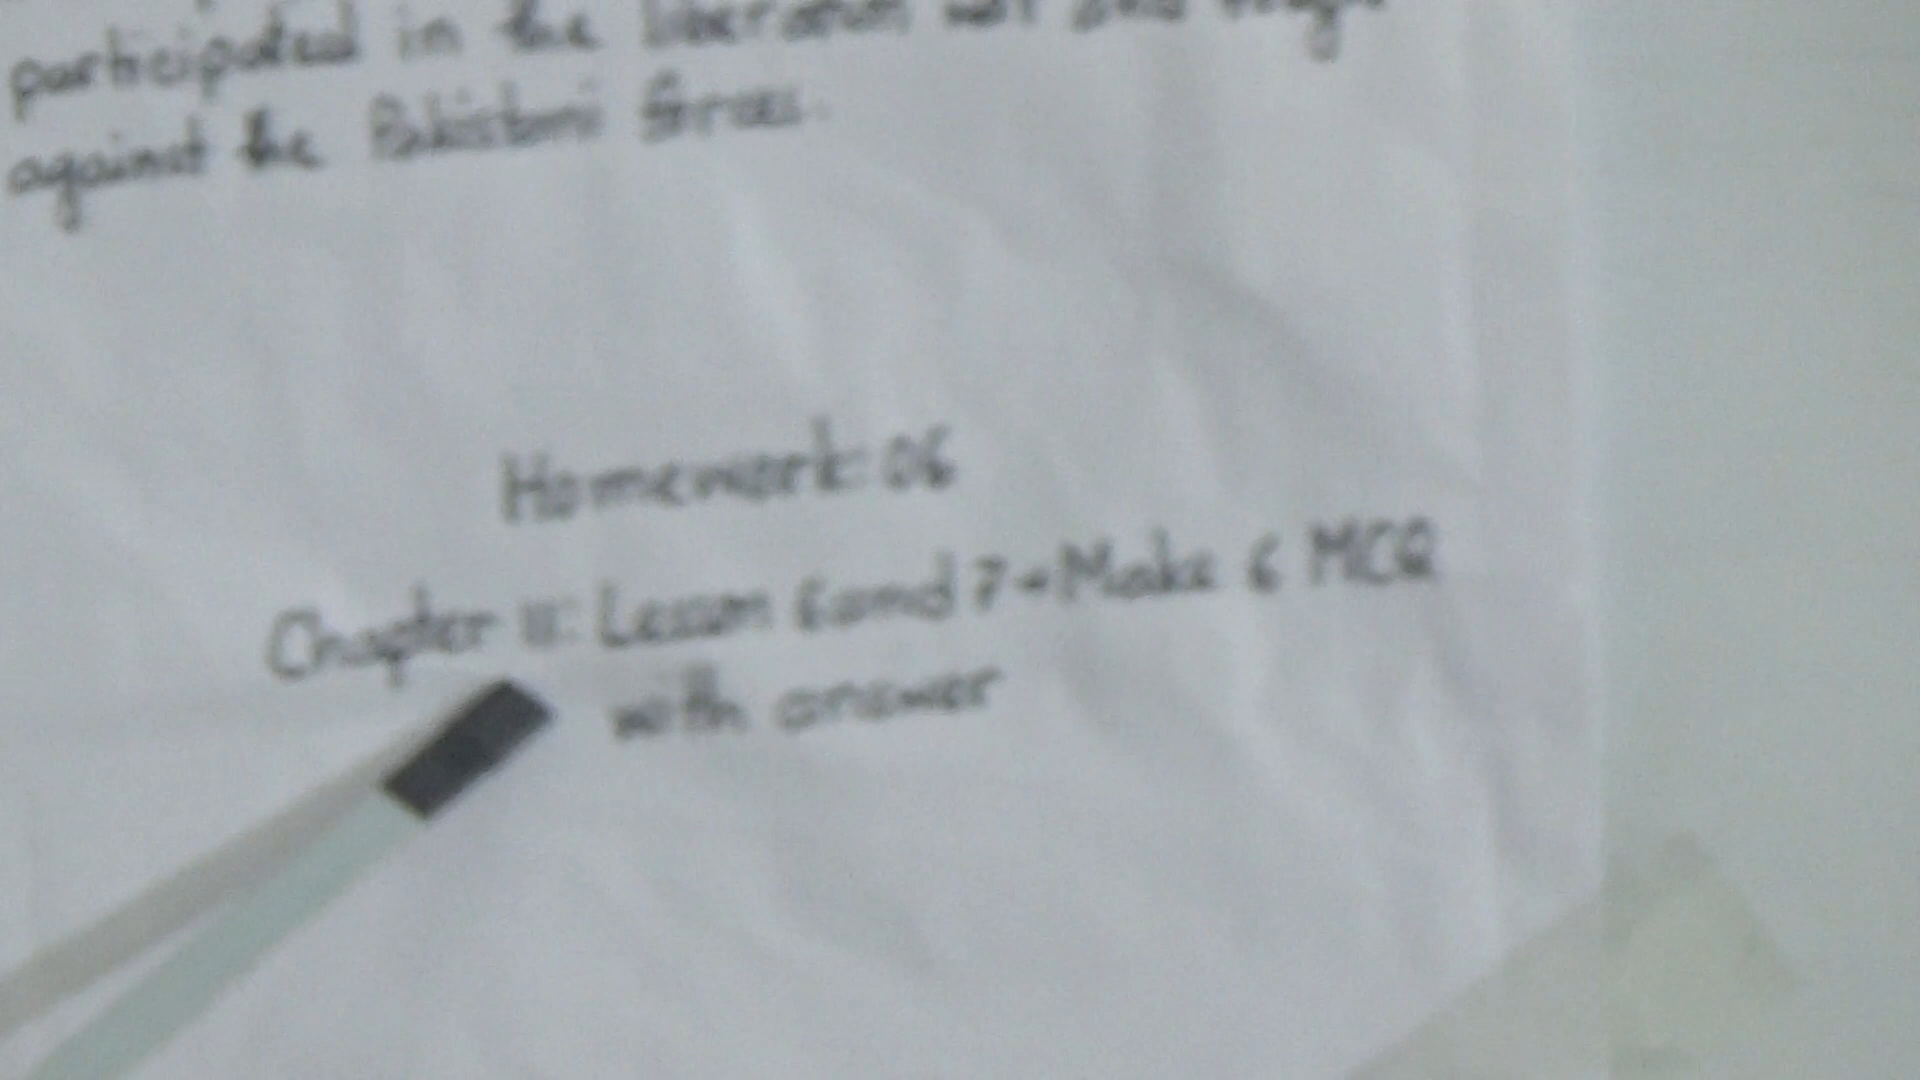 participated in the liberation war and
against the Pakistani forces.
Homework: 06
Chapter 11: Lesson 6 and 7 → Make 6 MCQ
with answer